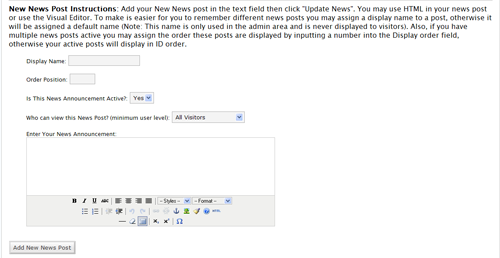 New News Post Instructions: Add your New News post in the text field then click "Update News". You may use HTML in your news post
or use the Visual Editor. To make is easier for you to remember different news posts you may assign a display name to a post, otherwise it
will be assigned a default name (Note: This name is only used in the admin area and is never displayed to visitors). Also, if you have
multiple news posts active you may assign the order these posts are displayed by inputting a number into the Display order field,
otherwise your active posts will display in ID order.
Display Name:
Order Position:
Is This News Announcement Active?: Yes
Who can view this News Post? (minimum user level): All Visitors
Enter Your News Announcement:
B I U ABC -- Styles -- -- Format --
HTML
Add New News Post